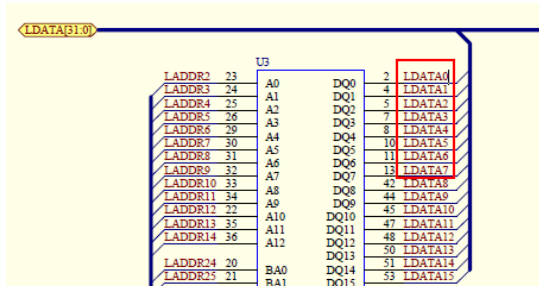 LDATA[31:0]
U3
LADDR2 23 A0 DQ0 2 LDATA0
LADDR3 24 A1 DQ1 4 LDATA1
LADDR4 25 A2 DQ2 5 LDATA2
LADDR5 26 A3 DQ3 7 LDATA3
LADDR6 29 A4 DQ4 8 LDATA4
LADDR7 30 A5 DQ5 10 LDATA5
LADDR8 31 A6 DQ6 11 LDATA6
LADDR9 32 A7 DQ7 13 LDATA7
LADDR10 33 A8 DQ8 42 LDATA8
LADDR11 34 A9 DQ9 44 LDATA9
LADDR12 22 A10 DQ10 45 LDATA10
LADDR13 35 A11 DQ11 47 LDATA11
LADDR14 36 A12 DQ12 48 LDATA12
DQ13 50 LDATA13
LADDR24 20 BA0 DQ14 51 LDATA14
LADDR25 21 BA1 DQ15 53 LDATA15